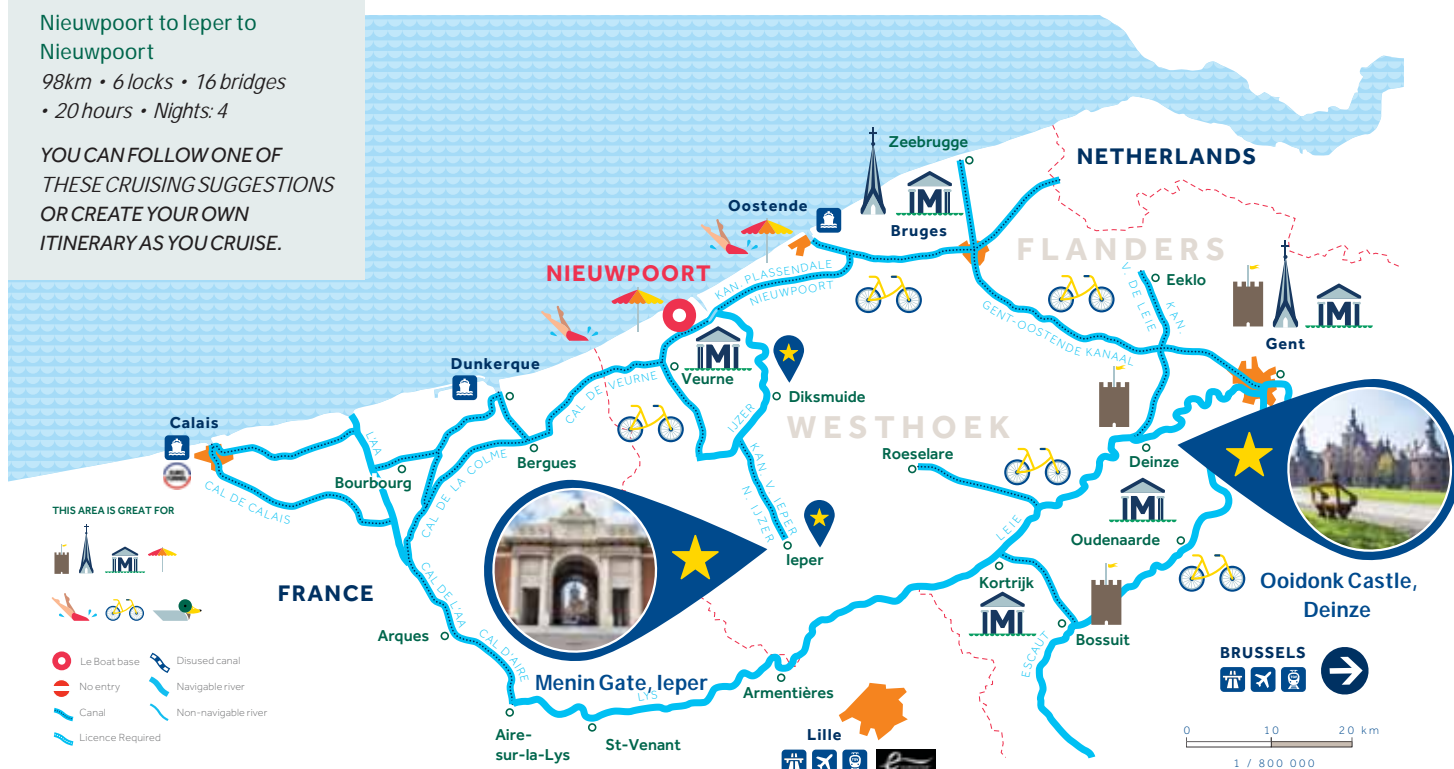 Nieuwpoort to Ieper to
Nieuwpoort
98km • 6 locks • 16 bridges
• 20 hours • Nights: 4
YOU CAN FOLLOW ONE OF
THESE CRUISING SUGGESTIONS
OR CREATE YOUR OWN
ITINERARY AS YOU CRUISE.
Zeebrugge
NETHERLANDS
Oostende
Bruges
FLANDERS
NIEUWPOORT
KAN. PLASSENDALE
NIEUWPOORT
V. DE LEIE
KAN.
Eeklo
GENT-OOSTENDE KANAAL
Gent
Dunkerque
Veurne
CAL. DE VEURNE
Diksmuide
IJZER
WESTHOEK
Calais
L'AA
Bergues
Bourbourg
CAL DE CALAIS
CAL. DE LA COLME
KAN. V. IEPER
N. IJZER
Roeselare
Deinze
THIS AREA IS GREAT FOR
Ieper
LEIE
Oudenaarde
Kortrijk
FRANCE
CAL DE L'AA
Ooidonk Castle,
Deinze
Arques
CAL D'AIRE
ESCAUT
Bossuit
Le Boat base
Disused canal
No entry
Navigable river
Canal
Non-navigable river
Licence Required
Menin Gate, Ieper
LYS
Armentières
BRUSSELS
Aire-
sur-la-Lys
St-Venant
Lille
0 10 20 km
1 / 800 000